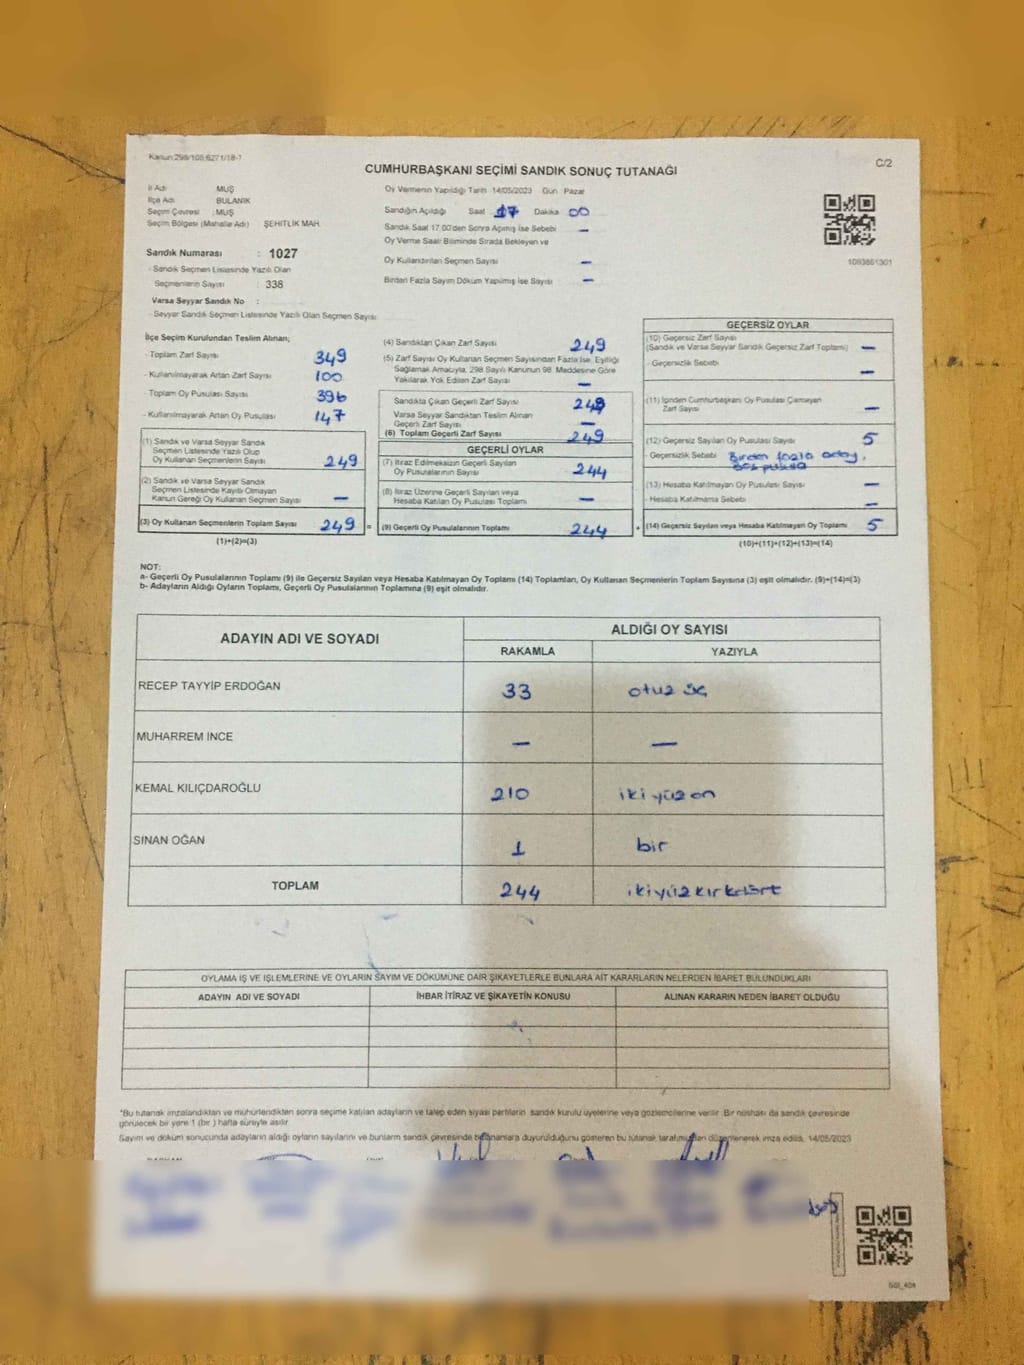 Kanun:298/105;6271/18-1
C/2
CUMHURBAŞKANI SEÇİMİ SANDIK SONUÇ TUTANAĞI
İl Adı : MUŞ
İlçe Adı : BULANIK
Seçim Çevresi : MUŞ
Seçim Bölgesi (Mahalle Adı) ŞEHİTLİK MAH.
Sandık Numarası : 1027
- Sandık Seçmen Listesinde Yazılı Olan
Seçmenlerin Sayısı : 338
Varsa Seyyar Sandık No :
- Seyyar Sandık Seçmen Listesinde Yazılı Olan Seçmen Sayısı:
Oy Vermenin Yapıldığı Tarih 14/05/2023 Gün Pazar
Sandığın Açıldığı Saat 17 Dakika 00
Sandık Saat 17.00'den Sonra Açılmış İse Sebebi —
Oy Verme Saati Bitiminde Sırada Bekleyen ve
Oy Kullandırılan Seçmen Sayısı —
Birden Fazla Sayım Döküm Yapılmış İse Sayısı —
1093861301
İlçe Seçim Kurulundan Teslim Alınan;
- Toplam Zarf Sayısı 349
- Kullanılmayarak Artan Zarf Sayısı 100
- Toplam Oy Pusulası Sayısı 396
- Kullanılmayarak Artan Oy Pusulası 147
(1) Sandık ve Varsa Seyyar Sandık
Seçmen Listesinde Yazılı Olup
Oy Kullanan Seçmenlerin Sayısı 249
(2) Sandık ve Varsa Seyyar Sandık
Seçmen Listesinde Kayıtlı Olmayan
Kanun Gereği Oy Kullanan Seçmen Sayısı —
(3) Oy Kullanan Seçmenlerin Toplam Sayısı 249 =
(1)+(2)=(3)
(4) Sandıktan Çıkan Zarf Sayısı 249
(5) Zarf Sayısı Oy Kullanan Seçmen Sayısından Fazla İse, Eşitliği
Sağlamak Amacıyla, 298 Sayılı Kanunun 98. Maddesine Göre
Yakılarak Yok Edilen Zarf Sayısı —
Sandıkta Çıkan Geçerli Zarf Sayısı 249
Varsa Seyyar Sandıktan Teslim Alınan
Geçerli Zarf Sayısı —
(6) Toplam Geçerli Zarf Sayısı 249
GEÇERLİ OYLAR
(7) İtiraz Edilmeksizin Geçerli Sayılan
Oy Pusulalarının Sayısı 244
(8) İtiraz Üzerine Geçerli Sayılan veya
Hesaba Katılan Oy Pusulası Toplamı —
(9) Geçerli Oy Pusulalarının Toplamı 244 +
GEÇERSİZ OYLAR
(10) Geçersiz Zarf Sayısı
(Sandık ve Varsa Seyyar Sandık Geçersiz Zarf Toplamı) —
- Geçersizlik Sebebi —
(11) İçinden Cumhurbaşkanı Oy Pusulası Çıkmayan
Zarf Sayısı —
(12) Geçersiz Sayılan Oy Pusulası Sayısı 5
- Geçersizlik Sebebi Birden fazla aday,
boş pusula
(13) Hesaba Katılmayan Oy Pusulası Sayısı —
- Hesaba Katılmama Sebebi —
(14) Geçersiz Sayılan veya Hesaba Katılmayan Oy Toplamı 5
(10)+(11)+(12)+(13)=(14)
NOT:
a- Geçerli Oy Pusulalarının Toplamı (9) ile Geçersiz Sayılan veya Hesaba Katılmayan Oy Toplamı (14) Toplamları, Oy Kullanan Seçmenlerin Toplam Sayısına (3) eşit olmalıdır. (9)+(14)=(3)
b- Adayların Aldığı Oyların Toplamı, Geçerli Oy Pusulalarının Toplamına (9) eşit olmalıdır.
ADAYIN ADI VE SOYADI
ALDIĞI OY SAYISI
RAKAMLA YAZIYLA
RECEP TAYYİP ERDOĞAN 33 otuz üç
MUHARREM İNCE — —
KEMAL KILIÇDAROĞLU 210 iki yüz on
SİNAN OĞAN 1 bir
TOPLAM 244 ikiyüzkırkdört
OYLAMA İŞ VE İŞLEMLERİNE VE OYLARIN SAYIM VE DÖKÜMÜNE DAİR ŞİKAYETLERLE BUNLARA AİT KARARLARIN NELERDEN İBARET BULUNDUKLARI
ADAYIN ADI VE SOYADI İHBAR İTİRAZ VE ŞİKAYETİN KONUSU ALINAN KARARIN NEDEN İBARET OLDUĞU
*Bu tutanak imzalandıktan ve mühürlendikten sonra seçime katılan adayların ve talep eden siyasi partilerin sandık kurulu üyelerine veya gözlemcilerine verilir. Bir nüshası da sandık çevresinde
görülecek bir yere 1 (bir ) hafta süreyle asılır.
Sayım ve döküm sonucunda adayların aldığı oyların sayılarını ve bunların sandık çevresinde bulunanlara duyurulduğunu gösteren bu tutanak tarafımızdan düzenlenerek imza edildi. 14/05/2023